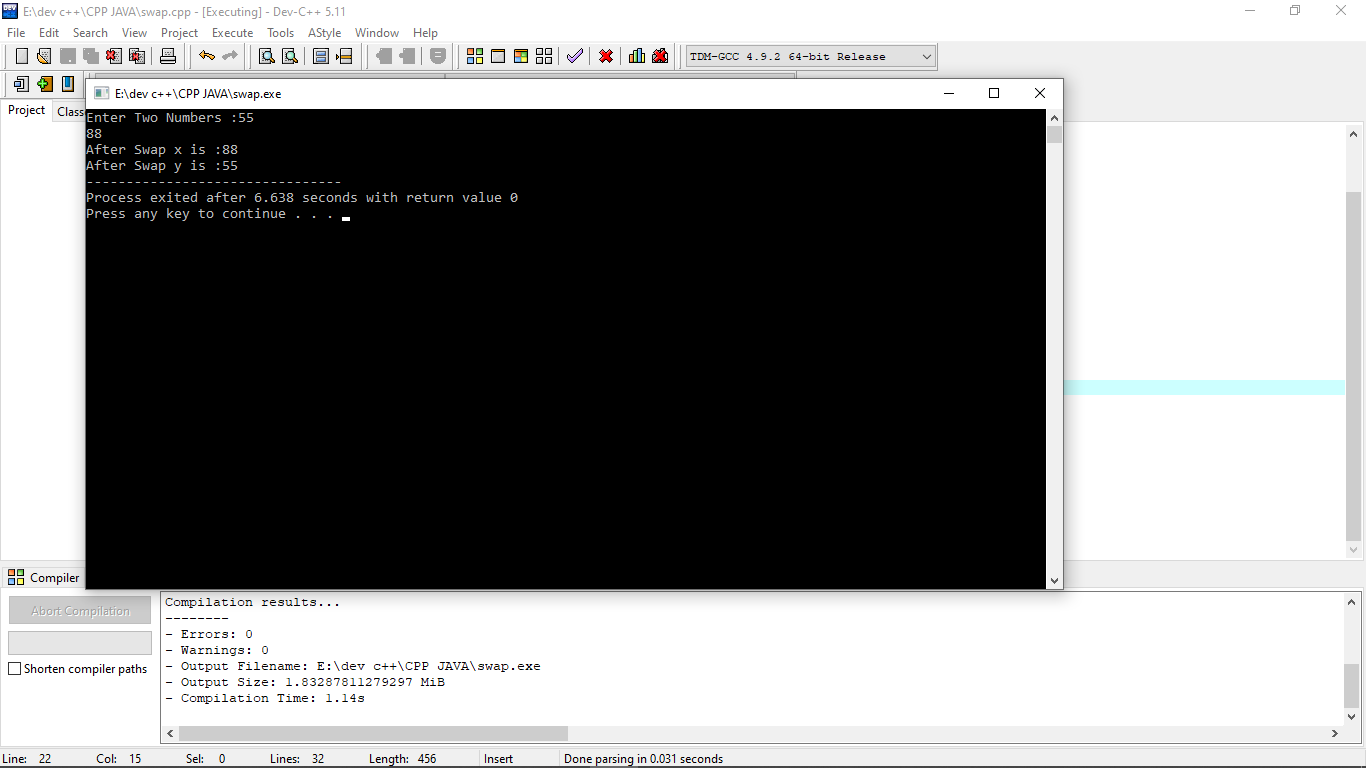 E:\dev c++\CPP JAVA\swap.cpp - [Executing] - Dev-C++ 5.11
File Edit Search View Project Execute Tools AStyle Window Help
TDM-GCC 4.9.2 64-bit Release
Project Class
E:\dev c++\CPP JAVA\swap.exe
Enter Two Numbers :55
88
After Swap x is :88
After Swap y is :55
--------------------------------
Process exited after 6.638 seconds with return value 0
Press any key to continue . . .
Compiler
Abort Compilation
Shorten compiler paths
Compilation results...
--------
- Errors: 0
- Warnings: 0
- Output Filename: E:\dev c++\CPP JAVA\swap.exe
- Output Size: 1.83287811279297 MiB
- Compilation Time: 1.14s
Line: 22 Col: 15 Sel: 0 Lines: 32 Length: 456 Insert Done parsing in 0.031 seconds